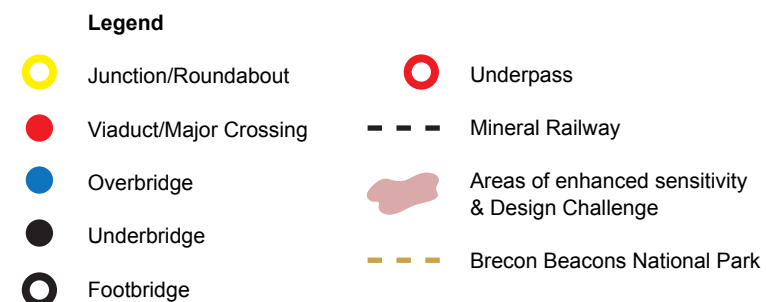 Legend
Junction/Roundabout
Viaduct/Major Crossing
Overbridge
Underbridge
Footbridge
Underpass
Mineral Railway
Areas of enhanced sensitivity
& Design Challenge
Brecon Beacons National Park